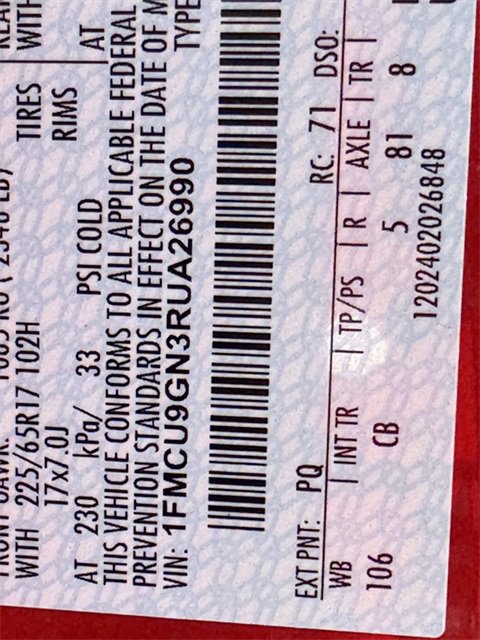 WITH 225/65R17 102H TIRES WITH
17x7.0J RIMS
AT 230 kPa/ 33 PSI COLD AT
THIS VEHICLE CONFORMS TO ALL APPLICABLE FEDERAL
PREVENTION STANDARDS IN EFFECT ON THE DATE OF M
VIN: 1FMCU9GN3RUA26990 TYPE
EXT PNT: PQ RC: 71 DSO:
WB | INT TR | TP/PS | R | AXLE | TR |
106 CB 5 81 8
1202402026848